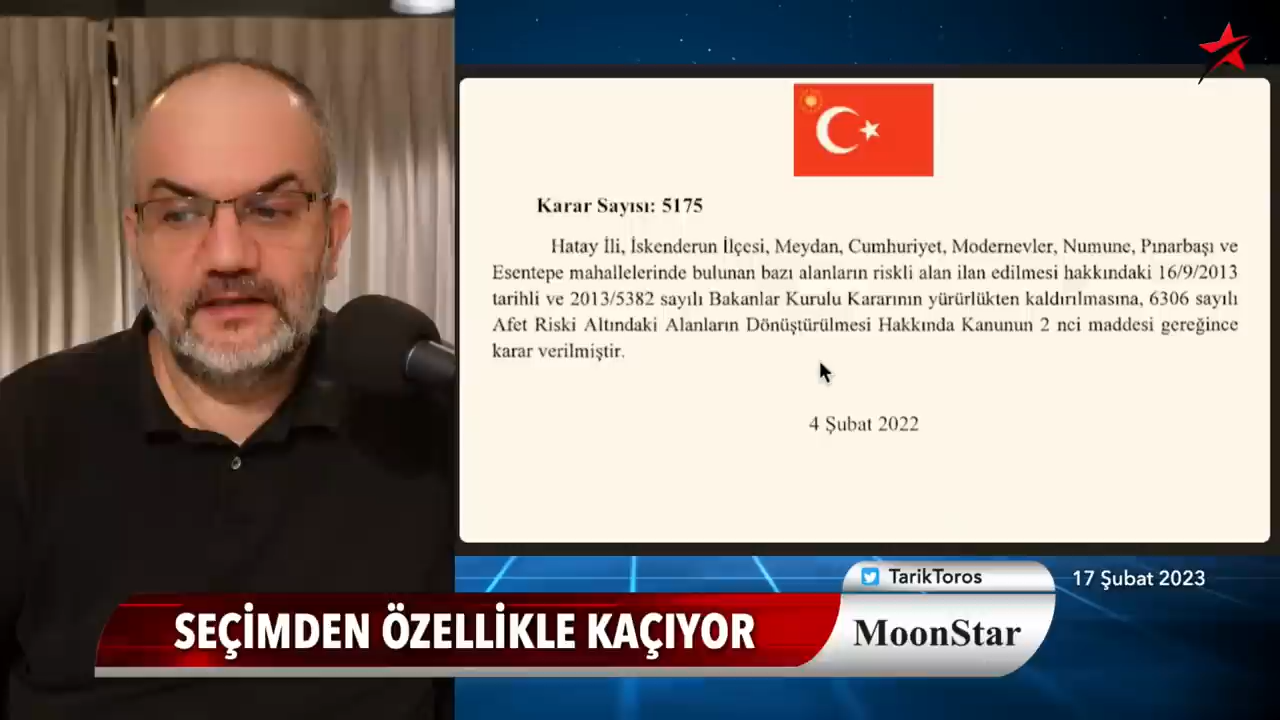 Karar Sayısı: 5175
Hatay İli, İskenderun İlçesi, Meydan, Cumhuriyet, Modernevler, Numune, Pınarbaşı ve
Esentepe mahallelerinde bulunan bazı alanların riskli alan ilan edilmesi hakkındaki 16/9/2013
tarihli ve 2013/5382 sayılı Bakanlar Kurulu Kararının yürürlükten kaldırılmasına, 6306 sayılı
Afet Riski Altındaki Alanların Dönüştürülmesi Hakkında Kanunun 2 nci maddesi gereğince
karar verilmiştir.
4 Şubat 2022
TarikToros
17 Şubat 2023
SEÇİMDEN ÖZELLİKLE KAÇIYOR
MoonStar